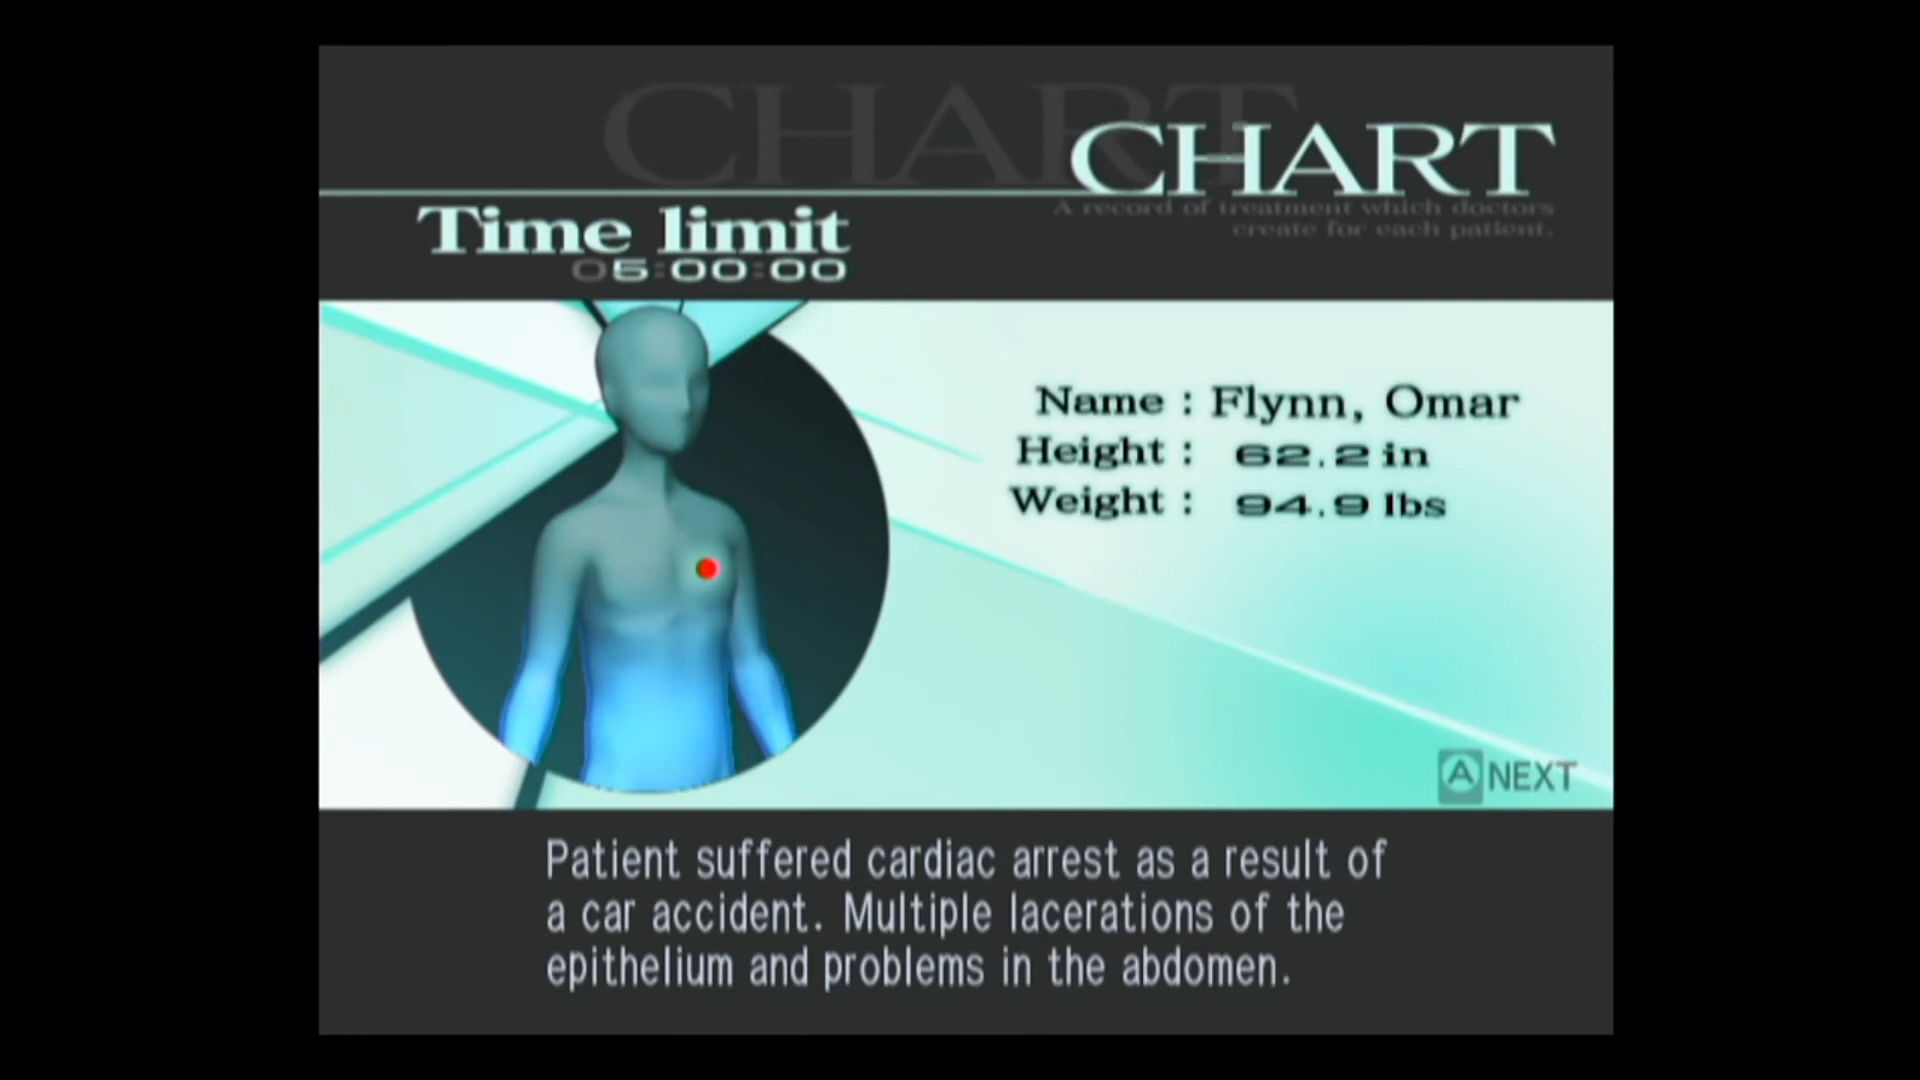 CHART
CHART
A record of treatment which doctors
create for each patient.
Time limit
05:00:00
Name : Flynn, Omar
Height : 62.2 in
Weight : 94.9 lbs
A NEXT
Patient suffered cardiac arrest as a result of
a car accident. Multiple lacerations of the
epithelium and problems in the abdomen.